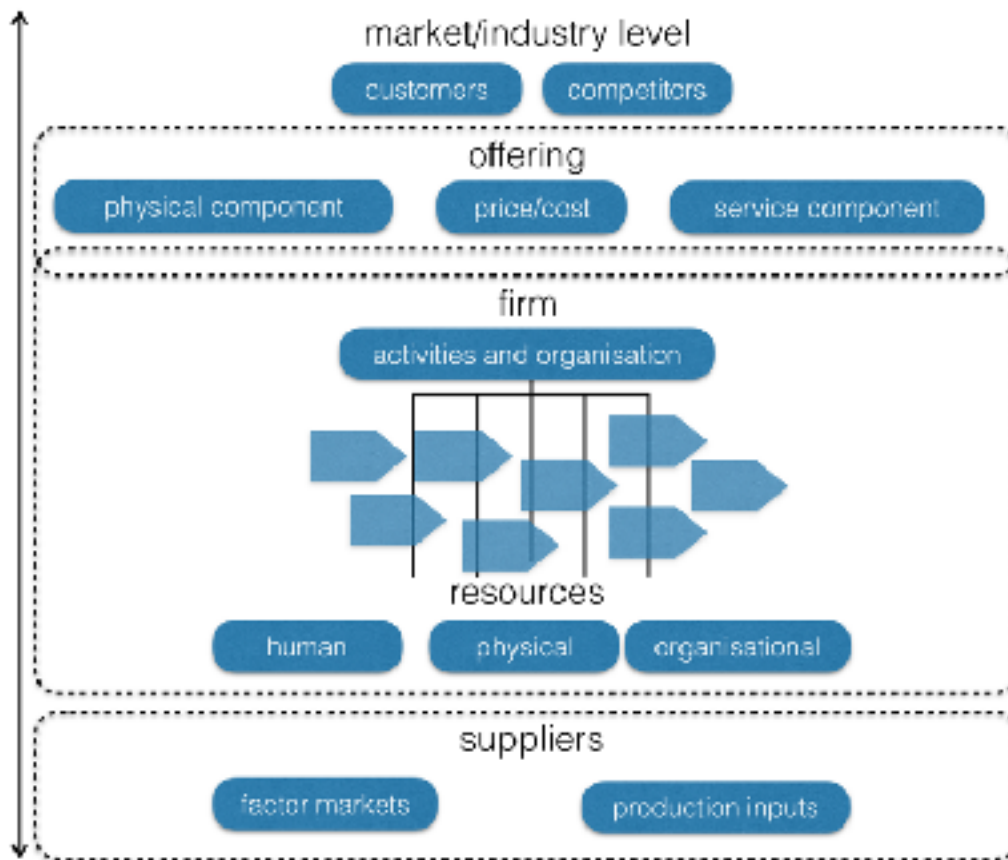 market/industry level
customers competitors
offering
physical component price/cost service component
firm
activities and organisation
resources
human physical organisational
suppliers
factor markets production inputs